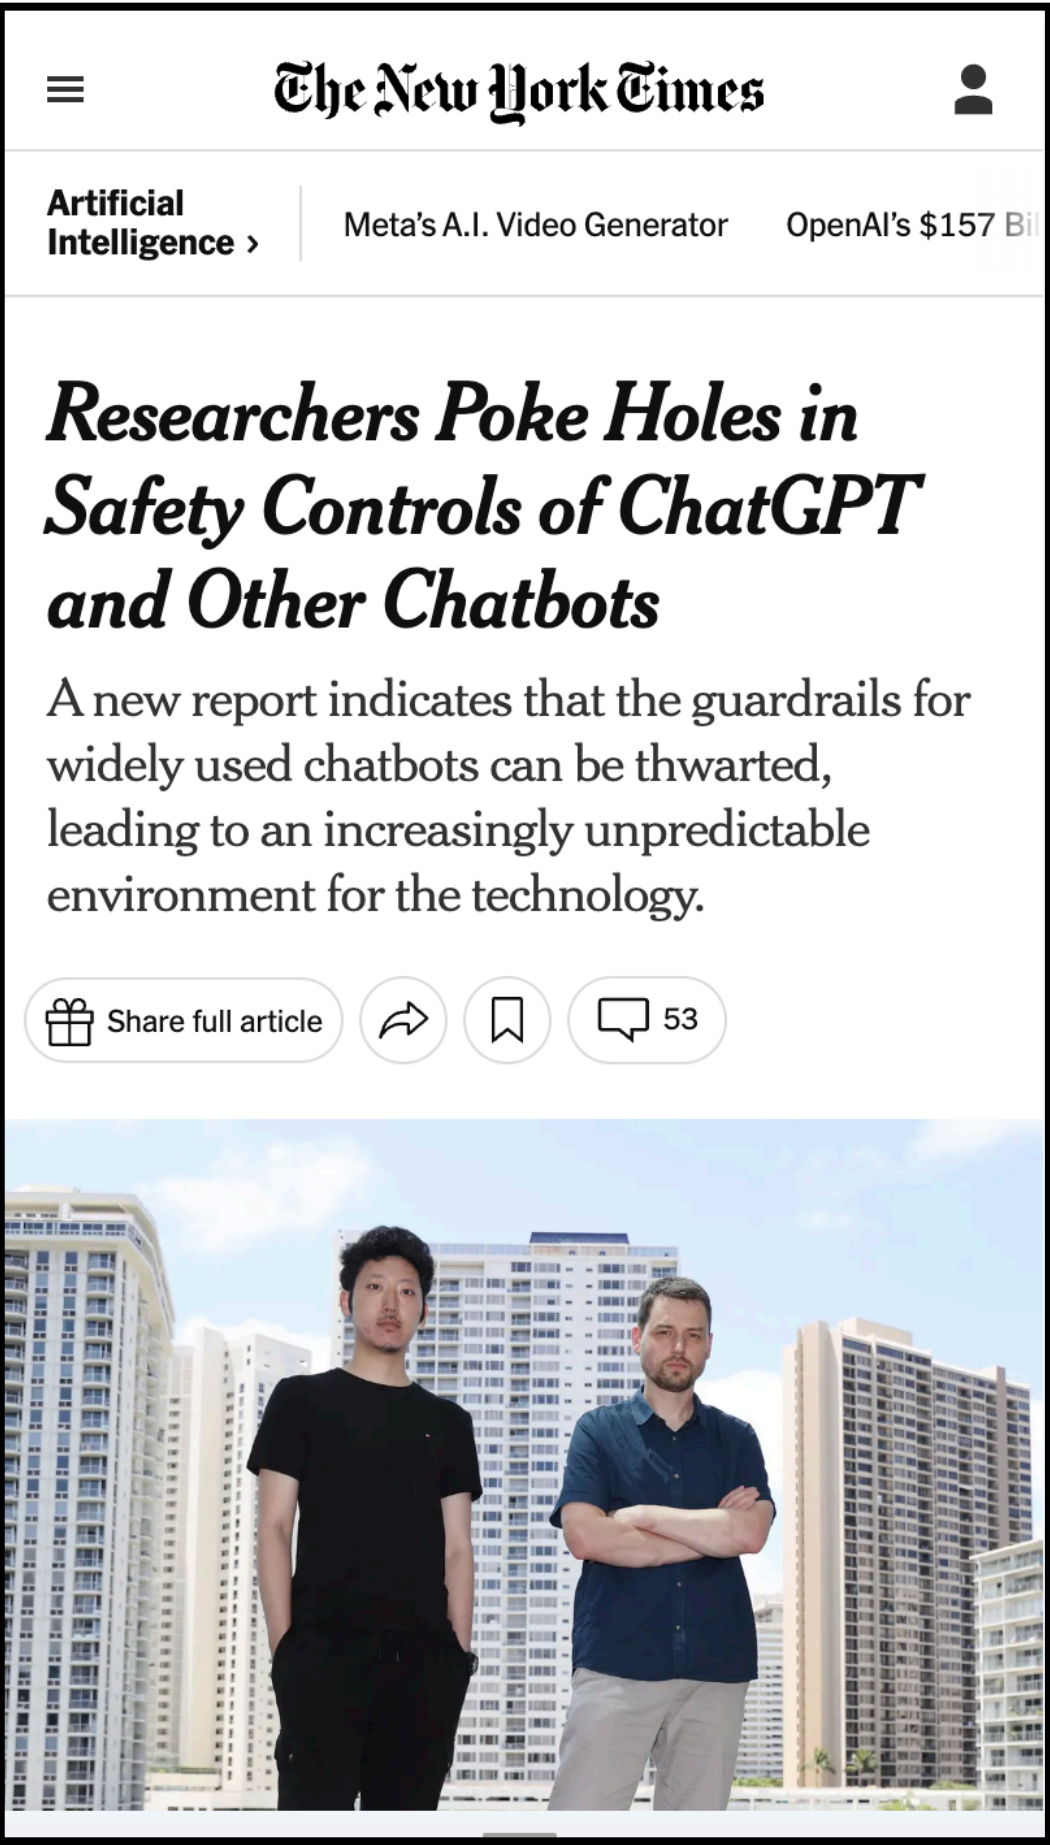 The New York Times
Artificial
Intelligence ›
Meta's A.I. Video Generator
OpenAI's $157 Bil
Researchers Poke Holes in
Safety Controls of ChatGPT
and Other Chatbots
A new report indicates that the guardrails for
widely used chatbots can be thwarted,
leading to an increasingly unpredictable
environment for the technology.
Share full article
53